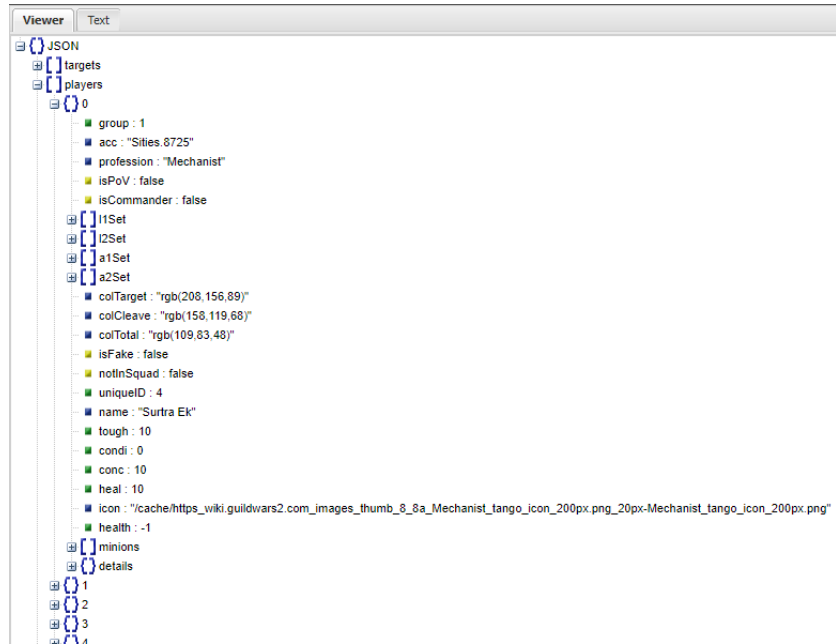 Viewer Text
{} JSON
[] targets
[] players
{} 0
group : 1
acc : "Sities.8725"
profession : "Mechanist"
isPoV : false
isCommander : false
[] l1Set
[] l2Set
[] a1Set
[] a2Set
colTarget : "rgb(208,156,89)"
colCleave : "rgb(158,119,68)"
colTotal : "rgb(109,83,48)"
isFake : false
notInSquad : false
uniqueID : 4
name : "Surtra Ek"
tough : 10
condi : 0
conc : 10
heal : 10
icon : "/cache/https_wiki.guildwars2.com_images_thumb_8_8a_Mechanist_tango_icon_200px.png_20px-Mechanist_tango_icon_200px.png"
health : -1
[] minions
{} details
{} 1
{} 2
{} 3
{} 4